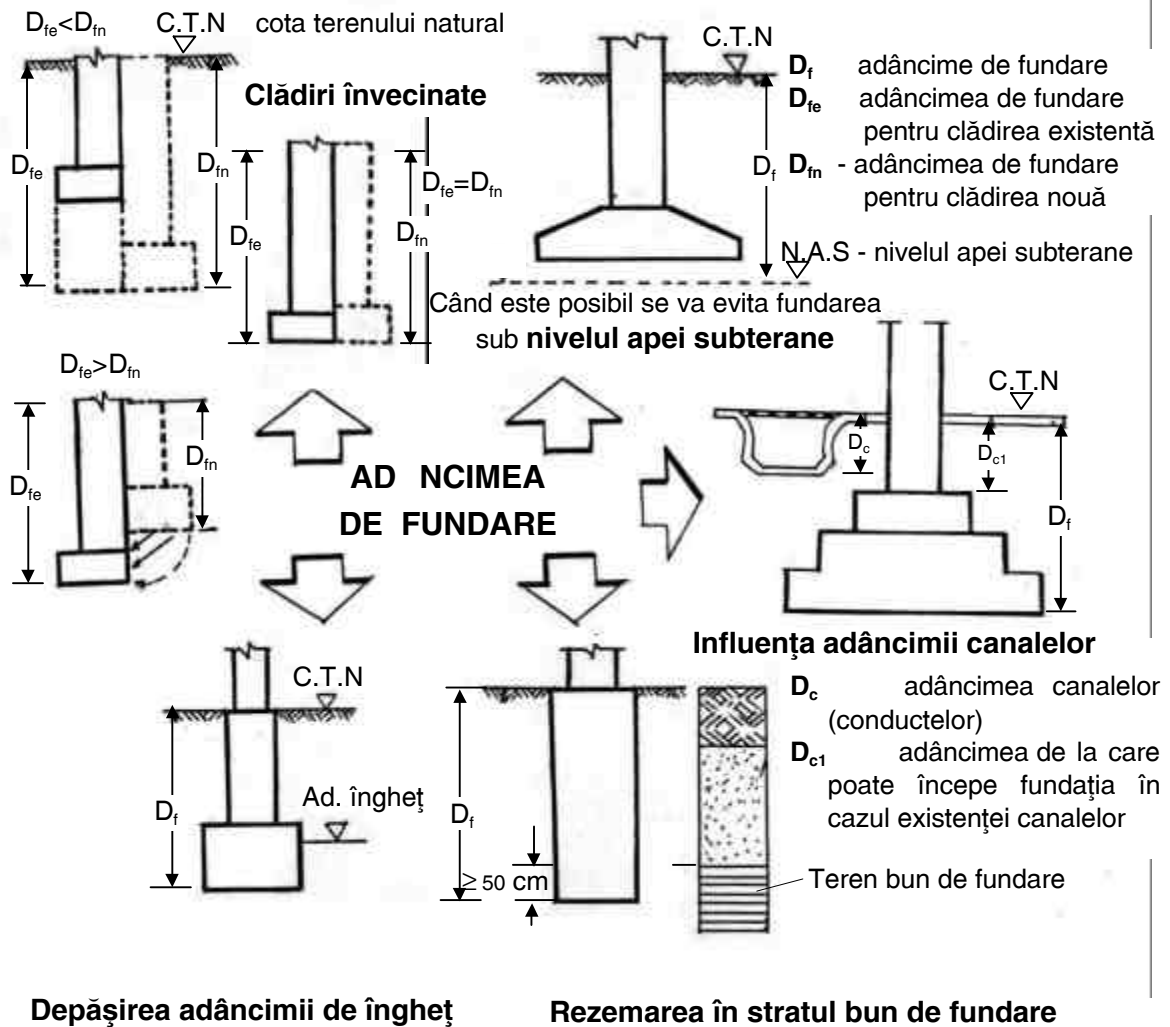 Dfe<Dfn C.T.N cota terenului natural
Clădiri învecinate
Dfe
Dfn
Dfe=Dfn
Dfe
Dfn
C.T.N
Df adâncime de fundare
Dfe adâncimea de fundare
pentru clădirea existentă
Df
Dfn - adâncimea de fundare
pentru clădirea nouă
N.A.S - nivelul apei subterane
Când este posibil se va evita fundarea
sub nivelul apei subterane
Dfe>Dfn
Dfe
Dfn
AD NCIMEA
DE FUNDARE
C.T.N
Dc
Dc1
Df
Influenţa adâncimii canalelor
Dc adâncimea canalelor
(conductelor)
Dc1 adâncimea de la care
poate începe fundaţia în
cazul existenţei canalelor
C.T.N
Df
Ad. îngheţ
Df
≥ 50 cm
Teren bun de fundare
Depăşirea adâncimii de îngheţ
Rezemarea în stratul bun de fundare